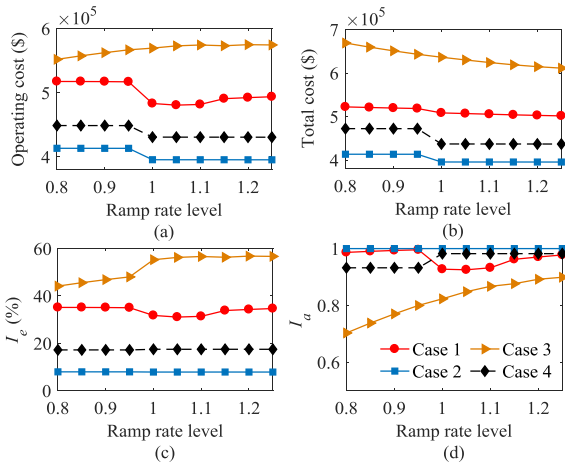 ×10⁵
6
5
4
Operating cost ($)
0.8 0.9 1 1.1 1.2
Ramp rate level
(a)
×10⁵
7
6
5
4
Total cost ($)
0.8 0.9 1 1.1 1.2
Ramp rate level
(b)
60
40
20
0
Iₑ (%)
0.8 0.9 1 1.1 1.2
Ramp rate level
(c)
1
0.8
0.6
Iₐ
Case 1 Case 3
Case 2 Case 4
0.8 0.9 1 1.1 1.2
Ramp rate level
(d)